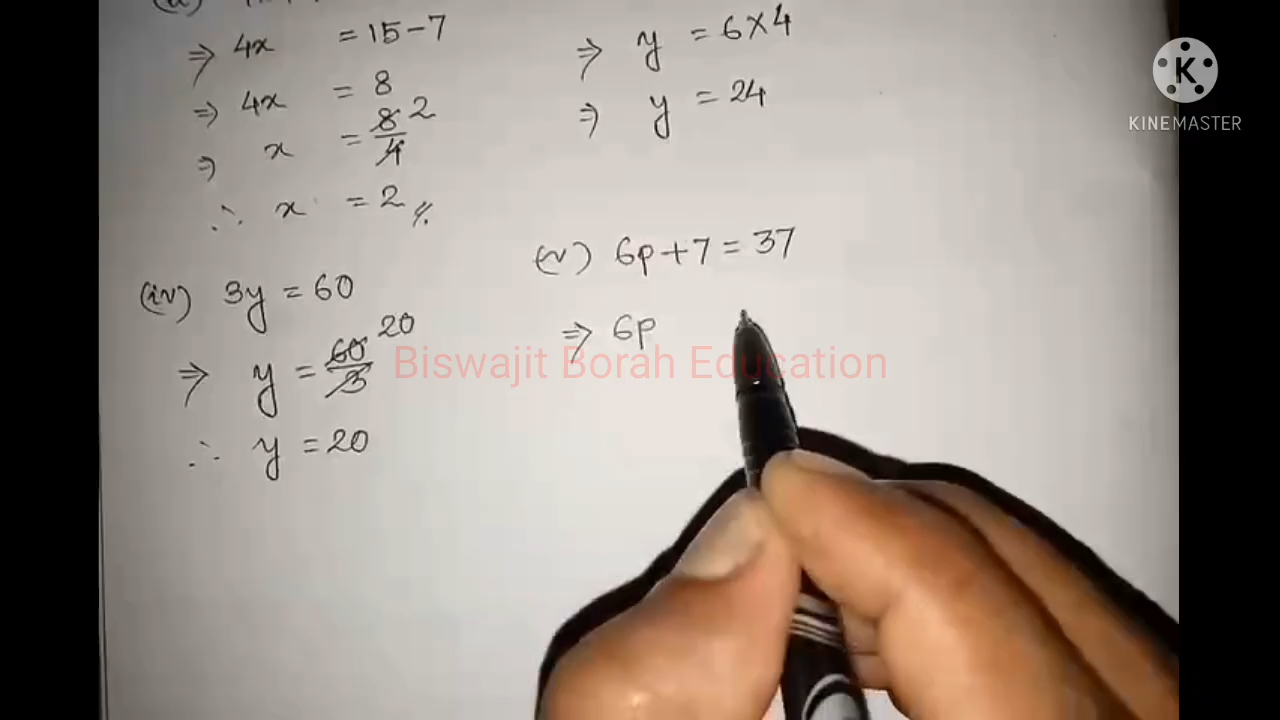 ⇒ 4x = 15-7
⇒ 4x = 8
⇒ x = 8/4 2
∴ x = 2
(iv) 3y = 60
⇒ y = 60/3 20
∴ y = 20
⇒ y = 6×4
⇒ y = 24
(v) 6p+7 = 37
⇒ 6p
Biswajit Borah Education
KINEMASTER